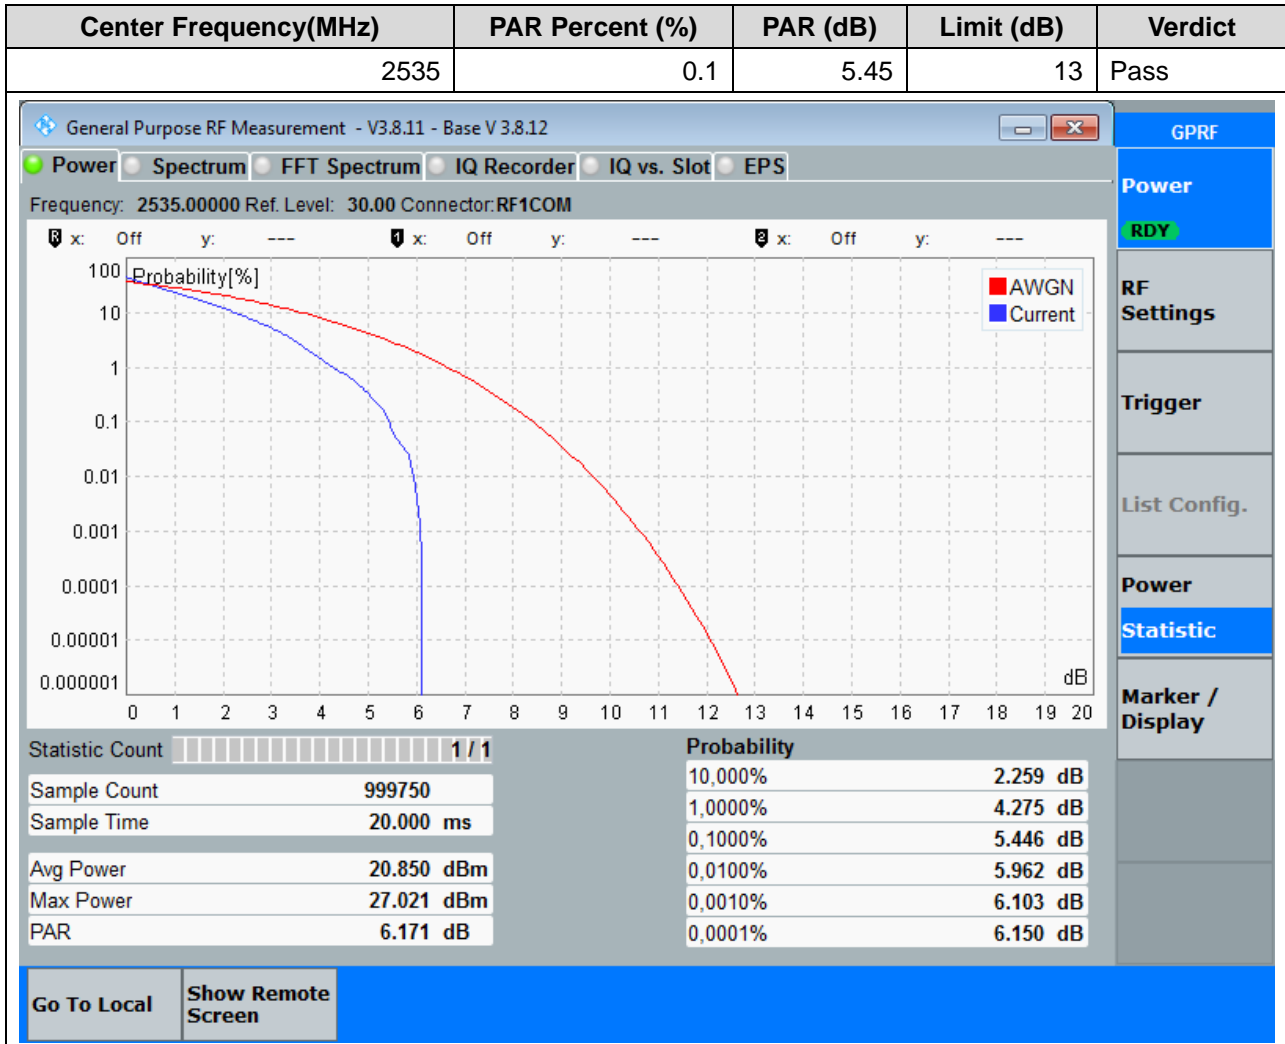 Center Frequency(MHz) PAR Percent (%) PAR (dB) Limit (dB) Verdict
2535 0.1 5.45 13 Pass
General Purpose RF Measurement - V3.8.11 - Base V 3.8.12
GPRF
Power Spectrum FFT Spectrum IQ Recorder IQ vs. Slot EPS
Power
RDY
Frequency: 2535.00000 Ref. Level: 30.00 Connector:RF1COM
R x: Off y: --- 1 x: Off y: --- 2 x: Off y: ---
100 Probability[%]
AWGN
Current
10
1
0.1
0.01
0.001
0.0001
0.00001
0.000001
dB
0 1 2 3 4 5 6 7 8 9 10 11 12 13 14 15 16 17 18 19 20
RF
Settings
Trigger
List Config.
Power
Statistic
Marker /
Display
Statistic Count 1 / 1
Sample Count 999750
Sample Time 20.000 ms
Avg Power 20.850 dBm
Max Power 27.021 dBm
PAR 6.171 dB
Probability
10,000% 2.259 dB
1,0000% 4.275 dB
0,1000% 5.446 dB
0,0100% 5.962 dB
0,0010% 6.103 dB
0,0001% 6.150 dB
Go To Local
Show Remote
Screen